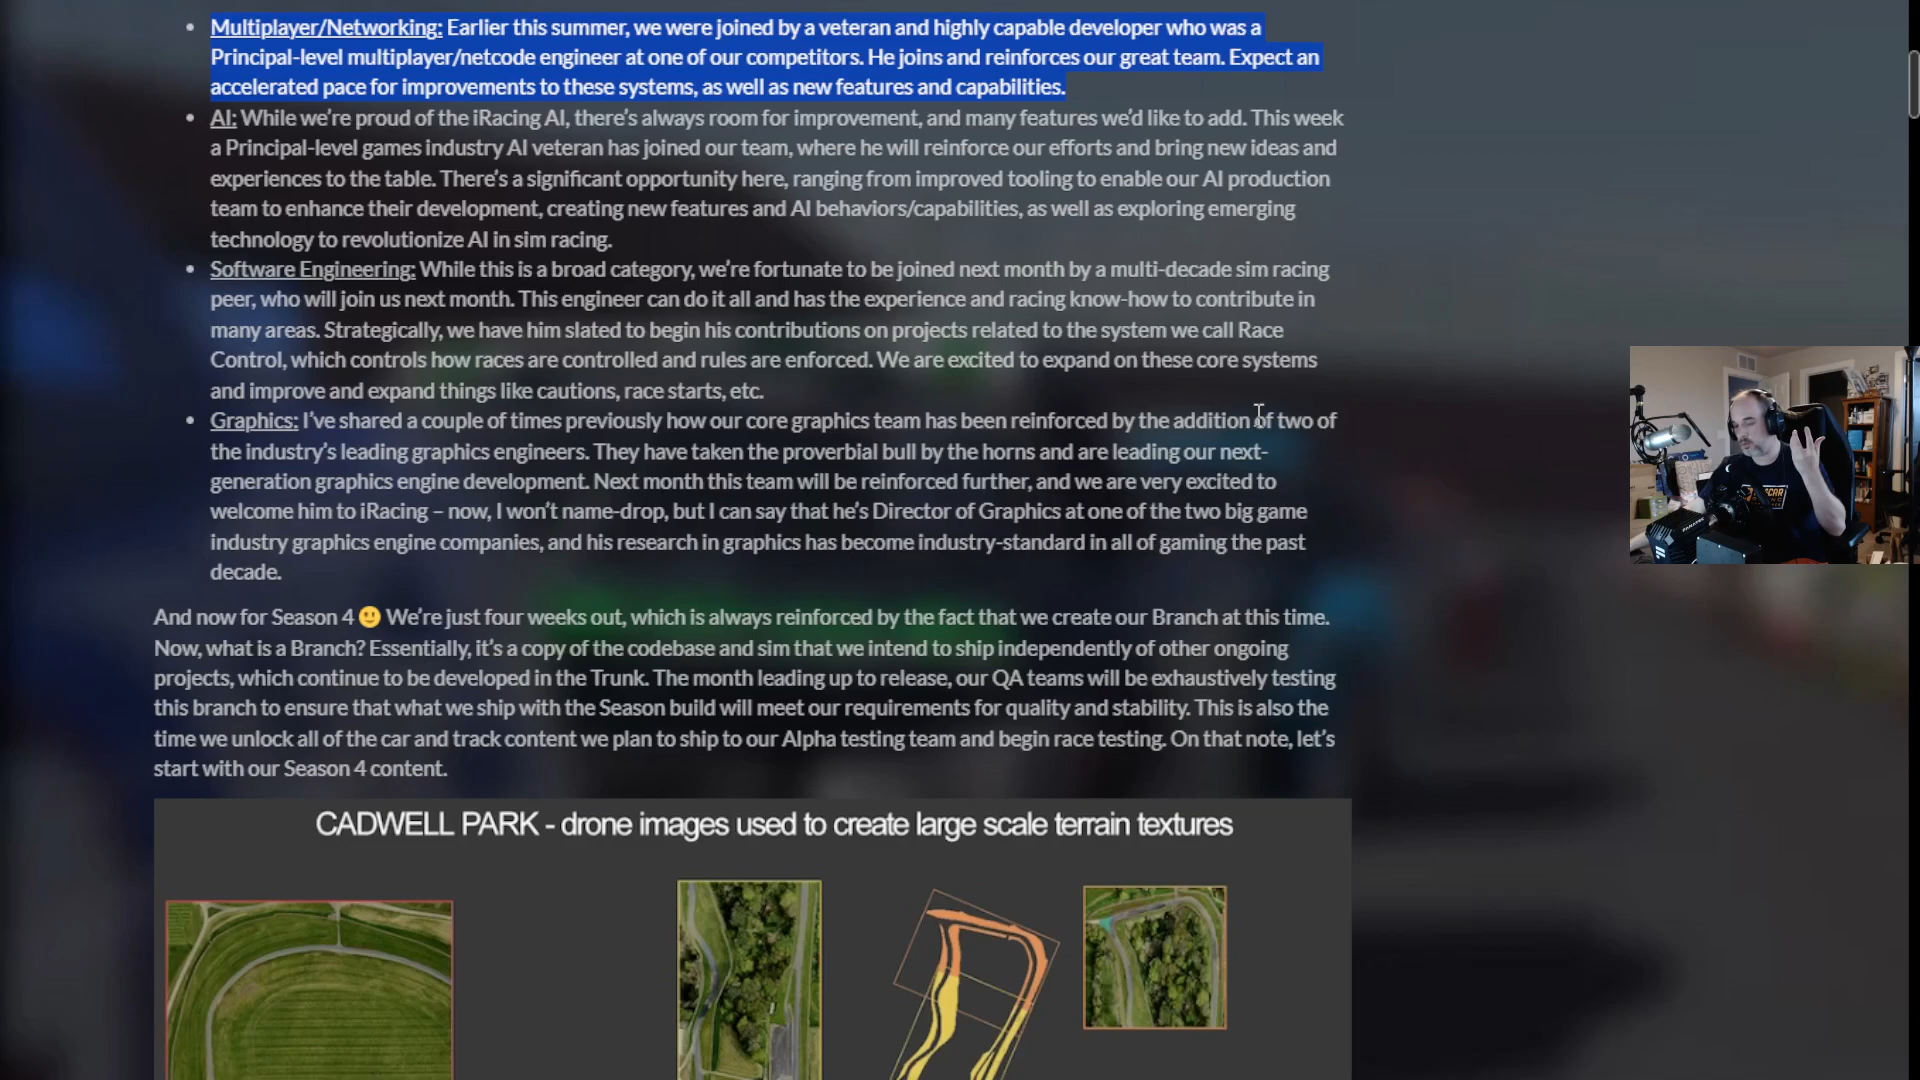 Multiplayer/Networking: Earlier this summer, we were joined by a veteran and highly capable developer who was a
Principal-level multiplayer/netcode engineer at one of our competitors. He joins and reinforces our great team. Expect an
accelerated pace for improvements to these systems, as well as new features and capabilities.
AI: While we’re proud of the iRacing AI, there’s always room for improvement, and many features we’d like to add. This week
a Principal-level games industry AI veteran has joined our team, where he will reinforce our efforts and bring new ideas and
experiences to the table. There’s a significant opportunity here, ranging from improved tooling to enable our AI production
team to enhance their development, creating new features and AI behaviors/capabilities, as well as exploring emerging
technology to revolutionize AI in sim racing.
Software Engineering: While this is a broad category, we’re fortunate to be joined next month by a multi-decade sim racing
peer, who will join us next month. This engineer can do it all and has the experience and racing know-how to contribute in
many areas. Strategically, we have him slated to begin his contributions on projects related to the system we call Race
Control, which controls how races are controlled and rules are enforced. We are excited to expand on these core systems
and improve and expand things like cautions, race starts, etc.
Graphics: I’ve shared a couple of times previously how our core graphics team has been reinforced by the addition of two of
the industry’s leading graphics engineers. They have taken the proverbial bull by the horns and are leading our next-
generation graphics engine development. Next month this team will be reinforced further, and we are very excited to
welcome him to iRacing – now, I won’t name-drop, but I can say that he’s Director of Graphics at one of the two big game
industry graphics engine companies, and his research in graphics has become industry-standard in all of gaming the past
decade.
And now for Season 4 🙂 We’re just four weeks out, which is always reinforced by the fact that we create our Branch at this time.
Now, what is a Branch? Essentially, it’s a copy of the codebase and sim that we intend to ship independently of other ongoing
projects, which continue to be developed in the Trunk. The month leading up to release, our QA teams will be exhaustively testing
this branch to ensure that what we ship with the Season build will meet our requirements for quality and stability. This is also the
time we unlock all of the car and track content we plan to ship to our Alpha testing team and begin race testing. On that note, let’s
start with our Season 4 content.
CADWELL PARK - drone images used to create large scale terrain textures